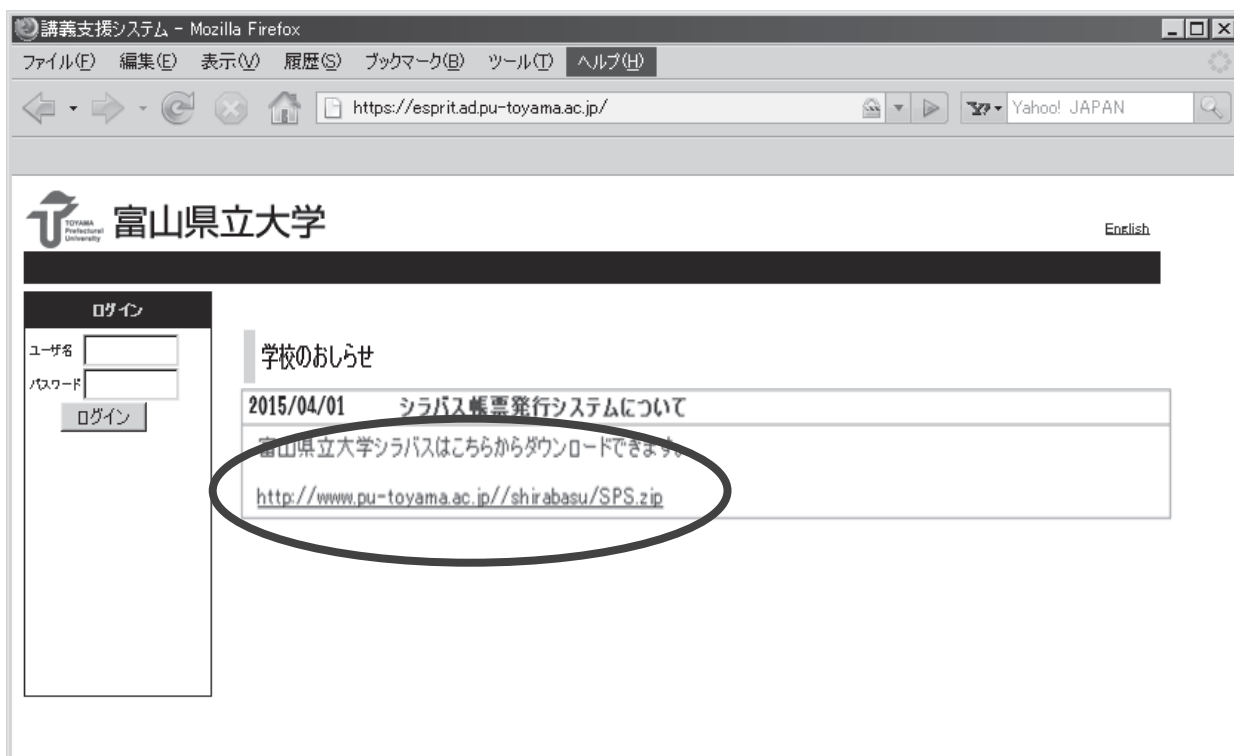 講義支援システム - Mozilla Firefox
ファイル(F) 編集(E) 表示(V) 履歴(S) ブックマーク(B) ツール(T) ヘルプ(H)
https://esprit.ad.pu-toyama.ac.jp/ Yahoo! JAPAN
TOYAMA
Prefectural
University
富山県立大学
English
ログイン
ユーザ名
パスワード
ログイン
学校のおしらせ
2015/04/01 シラバス帳票発行システムについて
富山県立大学シラバスはこちらからダウンロードできます。
http://www.pu-toyama.ac.jp//shirabasu/SPS.zip